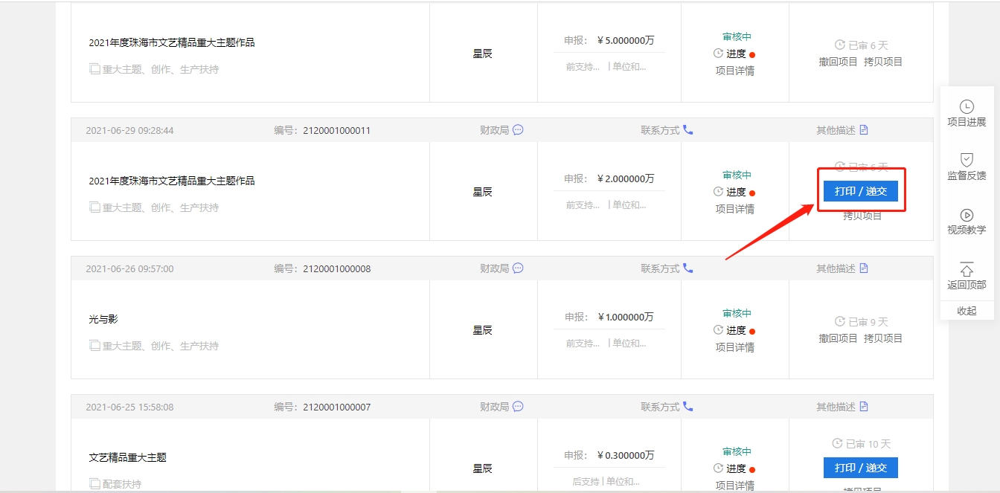 2021年度珠海市文艺精品重大主题作品
重大主题、创作、生产扶持
星辰
申报： ￥5.000000万
前支持... | 单位和...
审核中
进度
项目详情
已审 6 天
撤回项目 拷贝项目
2021-06-29 09:28:44 编号：2120001000011 财政局 联系方式 其他描述
2021年度珠海市文艺精品重大主题作品
重大主题、创作、生产扶持
星辰
申报： ￥2.000000万
前支持... | 单位和...
审核中
进度
项目详情
已审 6 天
打印 / 递交
拷贝项目
2021-06-26 09:57:00 编号：2120001000008 财政局 联系方式 其他描述
光与影
重大主题、创作、生产扶持
星辰
申报： ￥1.000000万
前支持... | 单位和...
审核中
进度
项目详情
已审 9 天
撤回项目 拷贝项目
2021-06-25 15:58:08 编号：2120001000007 财政局 联系方式 其他描述
文艺精品重大主题
配套扶持
星辰
申报： ￥0.300000万
后支持 | 单位和...
审核中
进度
项目详情
已审 10 天
打印 / 递交
拷贝项目
项目进展
监督反馈
视频教学
返回顶部
收起